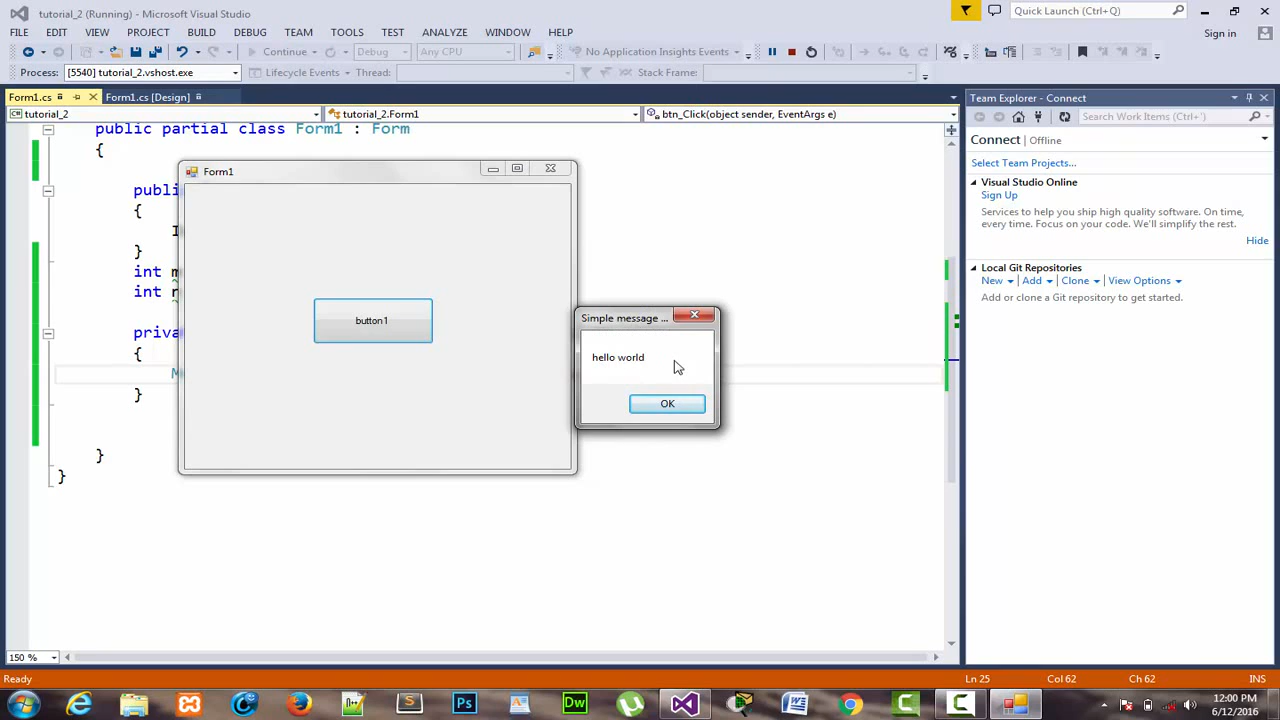 tutorial_2 (Running) - Microsoft Visual Studio
Quick Launch (Ctrl+Q)
FILE EDIT VIEW PROJECT BUILD DEBUG TEAM TOOLS TEST ANALYZE WINDOW HELP
Sign in
Continue Debug Any CPU No Application Insights Events
Process: [5540] tutorial_2.vshost.exe Lifecycle Events Thread: Stack Frame:
Form1.cs Form1.cs [Design]
tutorial_2 tutorial_2.Form1 btn_Click(object sender, EventArgs e)
public partial class Form1 : Form
{
Form1
publi
{
I
}
int m
int
button1
priva
{
M
}
}
}
Simple message ...
hello world
OK
Team Explorer - Connect
Search Work Items (Ctrl+')
Connect | Offline
Select Team Projects...
Visual Studio Online
Sign Up
Services to help you ship high quality software. On time,
every time. Focus on your code. We'll simplify the rest.
Hide
Local Git Repositories
New Add Clone View Options
Add or clone a Git repository to get started.
150 %
Ready Ln 25 Col 62 Ch 62 INS
S Ps Dw C C
12:00 PM
6/12/2016